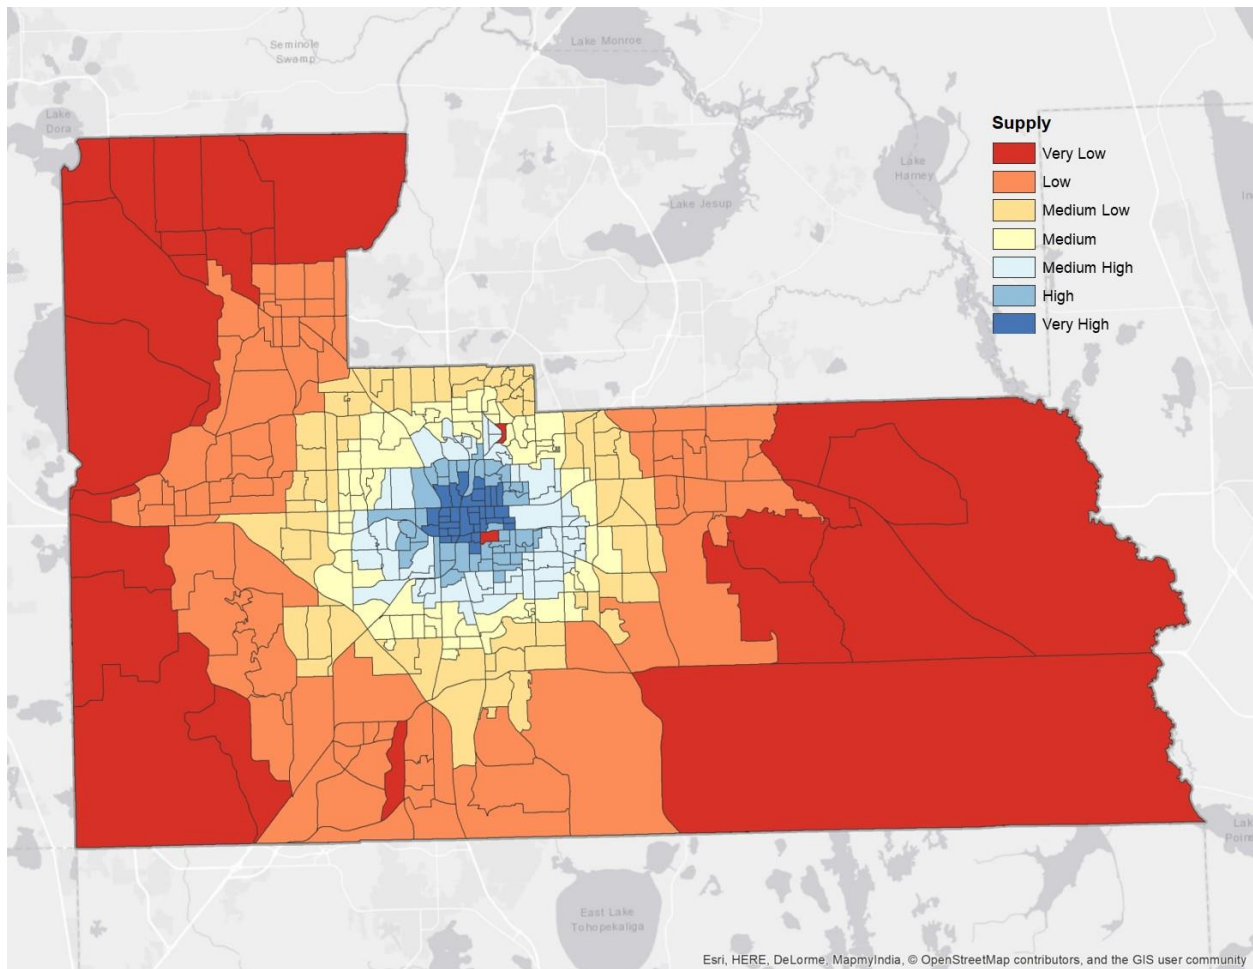 Lake Monroe
Seminole
Swamp
Lake
Dora
Supply
Very Low
Low
Medium Low
Medium
Medium High
High
Very High
Lake
Harney
Lake Jesup
East Lake
Tohopekaliga
Esri, HERE, DeLorme, MapmyIndia, © OpenStreetMap contributors, and the GIS user community